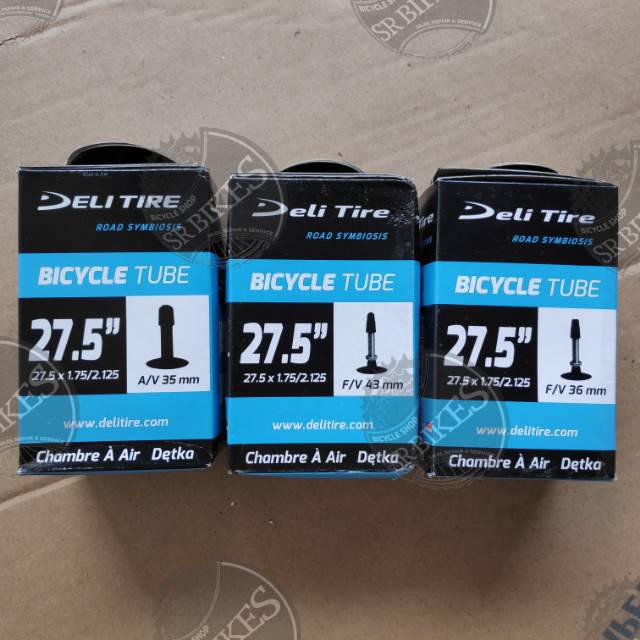 DELI TIRE
ROAD SYMBIOSIS
BICYCLE TUBE
27.5”
27.5 x 1.75/2.125
A/V 35 mm
www.delitire.com
Chambre À Air Dętka
Deli Tire
ROAD SYMBIOSIS
BICYCLE TUBE
27.5”
27.5 x 1.75/2.125
F/V 43 mm
www.delitire.com
Chambre À Air Dętka
Deli Tire
ROAD SYMBIOSIS
BICYCLE TUBE
27.5”
27.5 x 1.75/2.125
F/V 36 mm
www.delitire.com
Chambre À Air Dętka
BICYCLE SHOP
SR BIKES